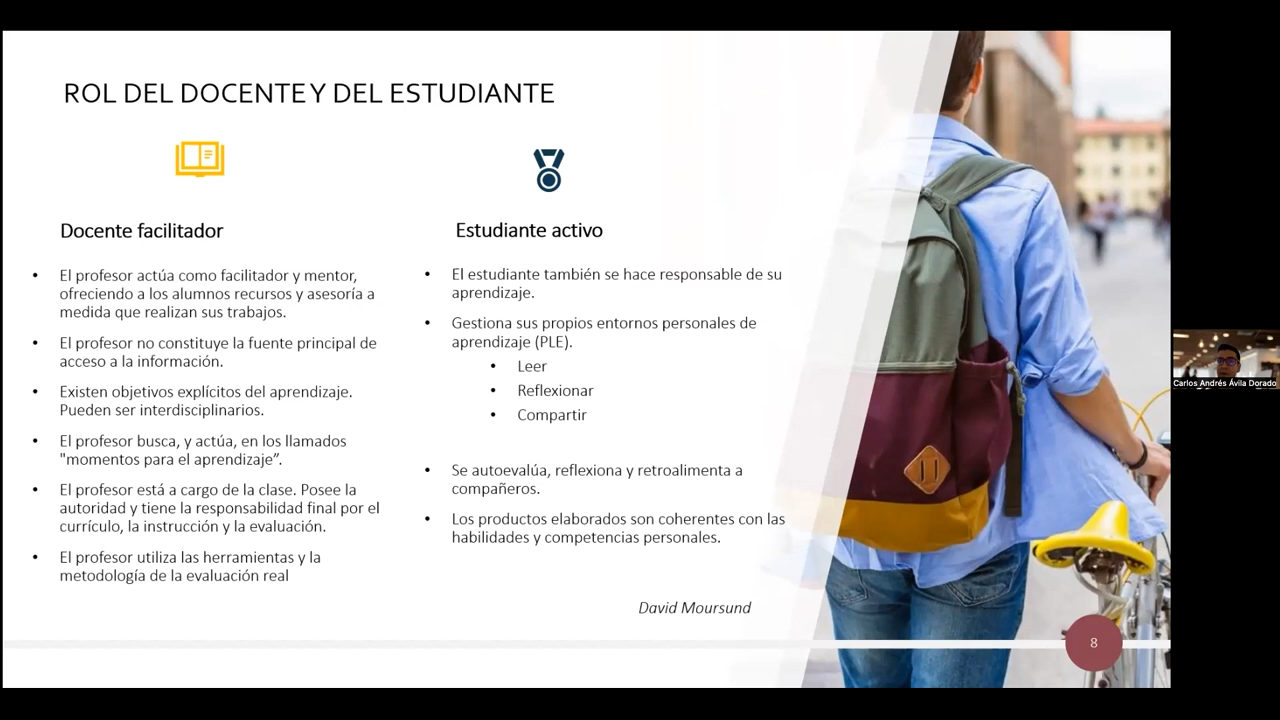 ROL DEL DOCENTE Y DEL ESTUDIANTE
Docente facilitador
• El profesor actúa como facilitador y mentor,
ofreciendo a los alumnos recursos y asesoría a
medida que realizan sus trabajos.
• El profesor no constituye la fuente principal de
acceso a la información.
• Existen objetivos explícitos del aprendizaje.
Pueden ser interdisciplinarios.
• El profesor busca, y actúa, en los llamados
"momentos para el aprendizaje”.
• El profesor está a cargo de la clase. Posee la
autoridad y tiene la responsabilidad final por el
currículo, la instrucción y la evaluación.
• El profesor utiliza las herramientas y la
metodología de la evaluación real
Estudiante activo
• El estudiante también se hace responsable de su
aprendizaje.
• Gestiona sus propios entornos personales de
aprendizaje (PLE).
• Leer
• Reflexionar
• Compartir
• Se autoevalúa, reflexiona y retroalimenta a
compañeros.
• Los productos elaborados son coherentes con las
habilidades y competencias personales.
David Moursund
8
Carlos Andrés Ávila Dorado